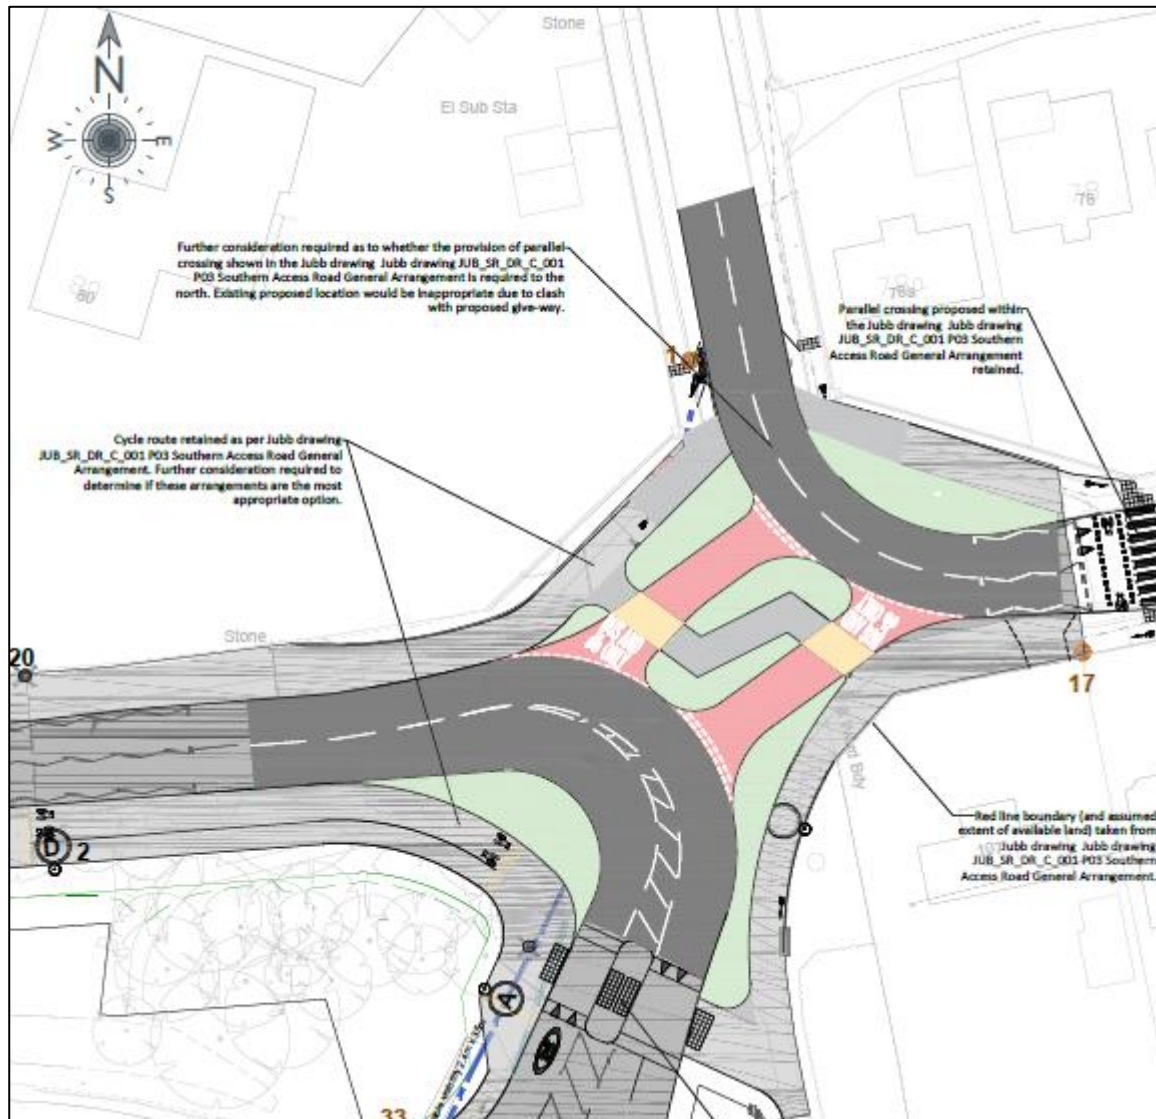 Stone
N
W
E
S
El Sub Sta
76
80
Further consideration required as to whether the provision of parallel
crossing shown in the Jubb drawing Jubb drawing JUB_SR_DR_C_001
P03 Southern Access Road General Arrangement is required to the
north. Existing proposed location would be inappropriate due to clash
with proposed give-way.
Parallel crossing proposed within
the Jubb drawing Jubb drawing
JUB_SR_DR_C_001 P03 Southern
Access Road General Arrangement
retained.
Cycle route retained as per Jubb drawing
JUB_SR_DR_C_001 P03 Southern Access Road General
Arrangement. Further consideration required to
determine if these arrangements are the most
appropriate option.
Stone
20
17
Red line boundary (and assumed
extent of available land) taken from
Jubb drawing Jubb drawing
JUB_SR_DR_C_001 P03 Southern
Access Road General Arrangement.
D
2
A
33